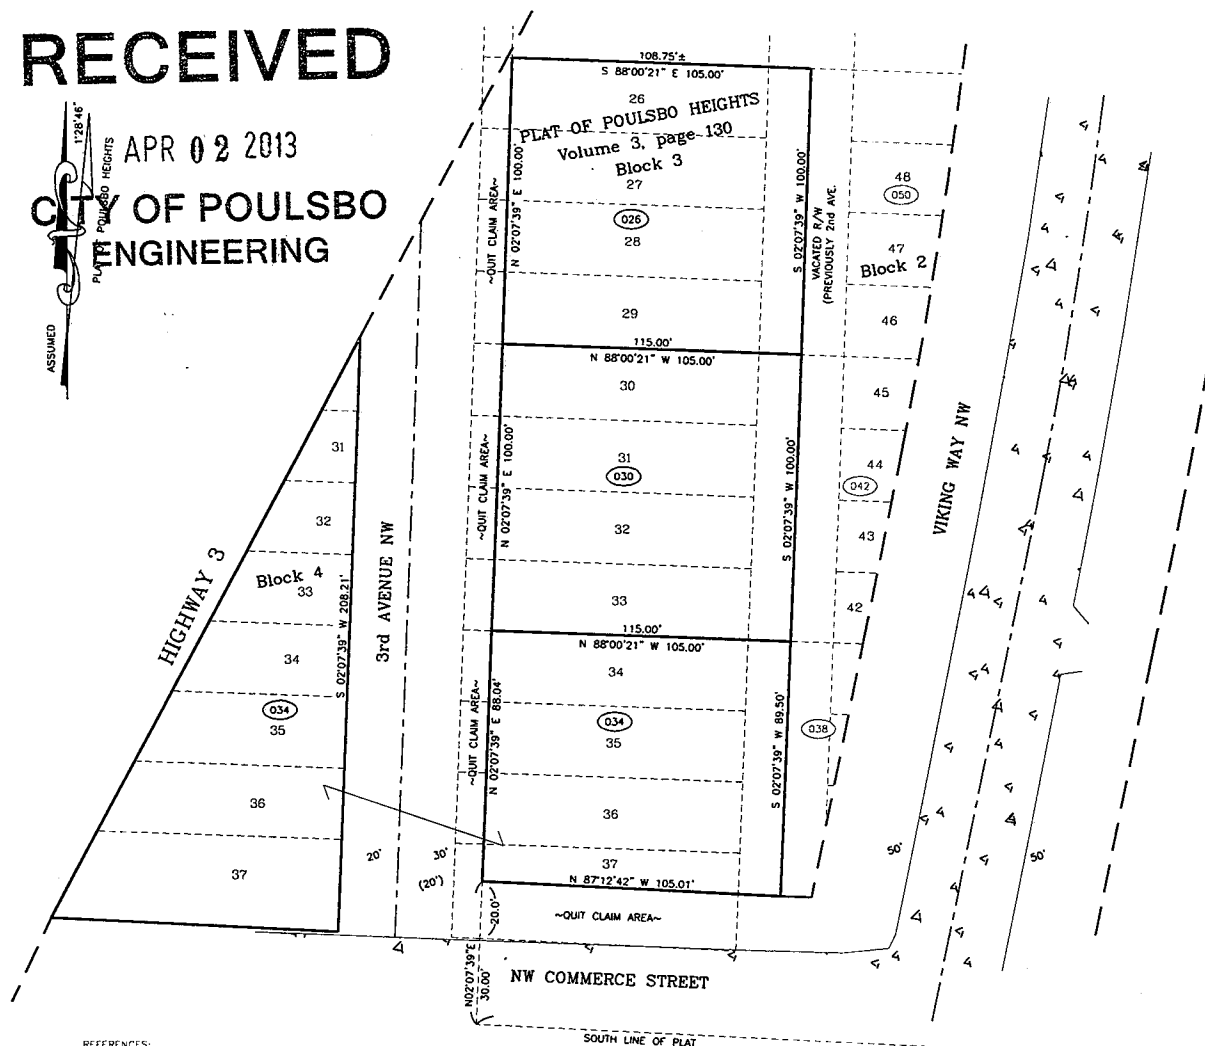 RECEIVED
APR 02 2013
CITY OF POULSBO
ENGINEERING
1°28'46"
PLAT OF POULSBO HEIGHTS
ASSUMED
108.75'±
S 88°00'21" E 105.00'
26
PLAT OF POULSBO HEIGHTS
Volume 3, page 130
Block 3
27
026
28
29
~QUIT CLAIM AREA~
N 02°07'39" E 100.00'
S 02°07'39" W 100.00'
VACATED R/W
(PREVIOUSLY 2nd AVE.
48
050
47
Block 2
46
115.00'
N 88°00'21" W 105.00'
30
31
030
32
33
~QUIT CLAIM AREA~
N 02°07'39" E 100.00'
S 02°07'39" W 100.00'
45
44
042
43
42
VIKING WAY NW
31
32
Block 4
33
34
034
35
36
37
HIGHWAY 3
S 02°07'39" W 208.21'
3rd AVENUE NW
115.00'
N 88°00'21" W 105.00'
34
034
35
36
37
~QUIT CLAIM AREA~
N 02°07'39" E 88.04'
S 02°07'39" W 89.50'
038
N 87°12'42" W 105.01'
20'
30'
(20')
50'
50'
20.0'
~QUIT CLAIM AREA~
N02°07'39"E
30.00'
NW COMMERCE STREET
SOUTH LINE OF PLAT
REFERENCES: